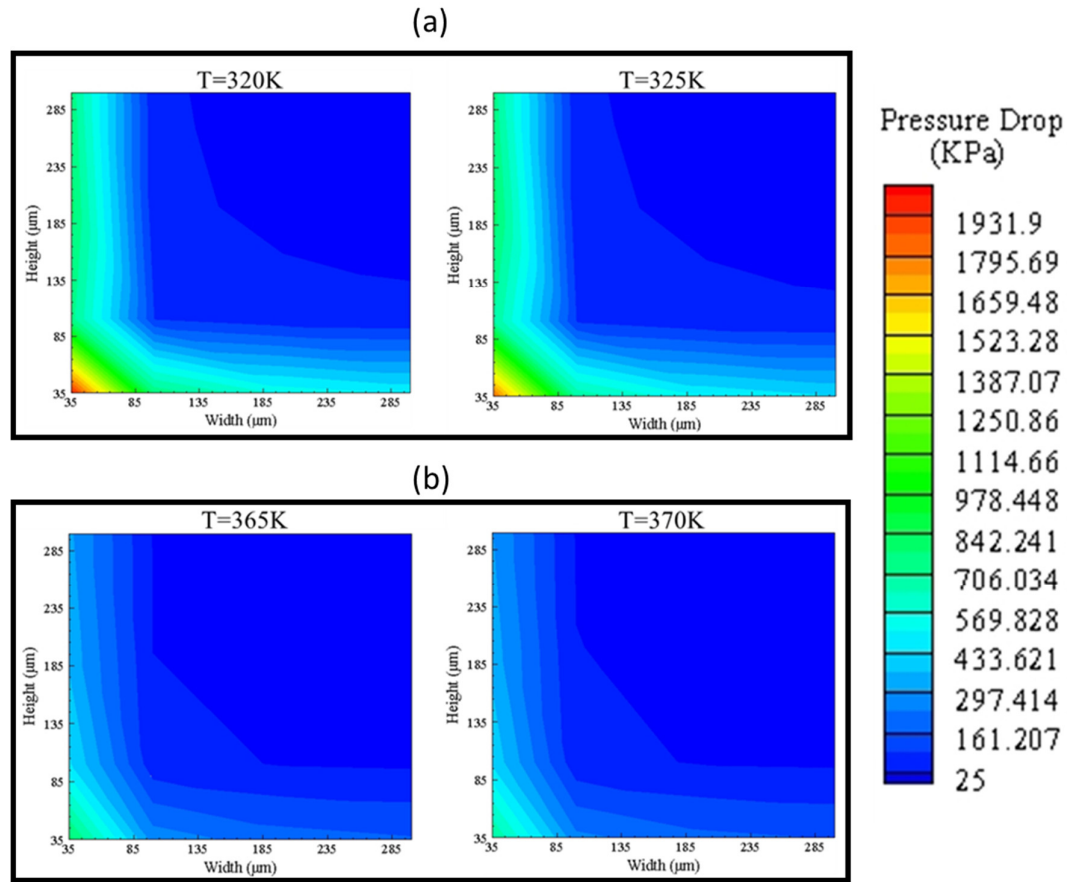 (a)
T=320K
285
235
185
135
85
35
Height (μm)
35 85 135 185 235 285
Width (μm)
T=325K
285
235
185
135
85
35
Height (μm)
35 85 135 185 235 285
Width (μm)
Pressure Drop
(KPa)
1931.9
1795.69
1659.48
1523.28
1387.07
1250.86
1114.66
978.448
842.241
706.034
569.828
433.621
297.414
161.207
25
(b)
T=365K
285
235
185
135
85
35
Height (μm)
35 85 135 185 235 285
Width (μm)
T=370K
285
235
185
135
85
35
Height (μm)
35 85 135 185 235 285
Width (μm)